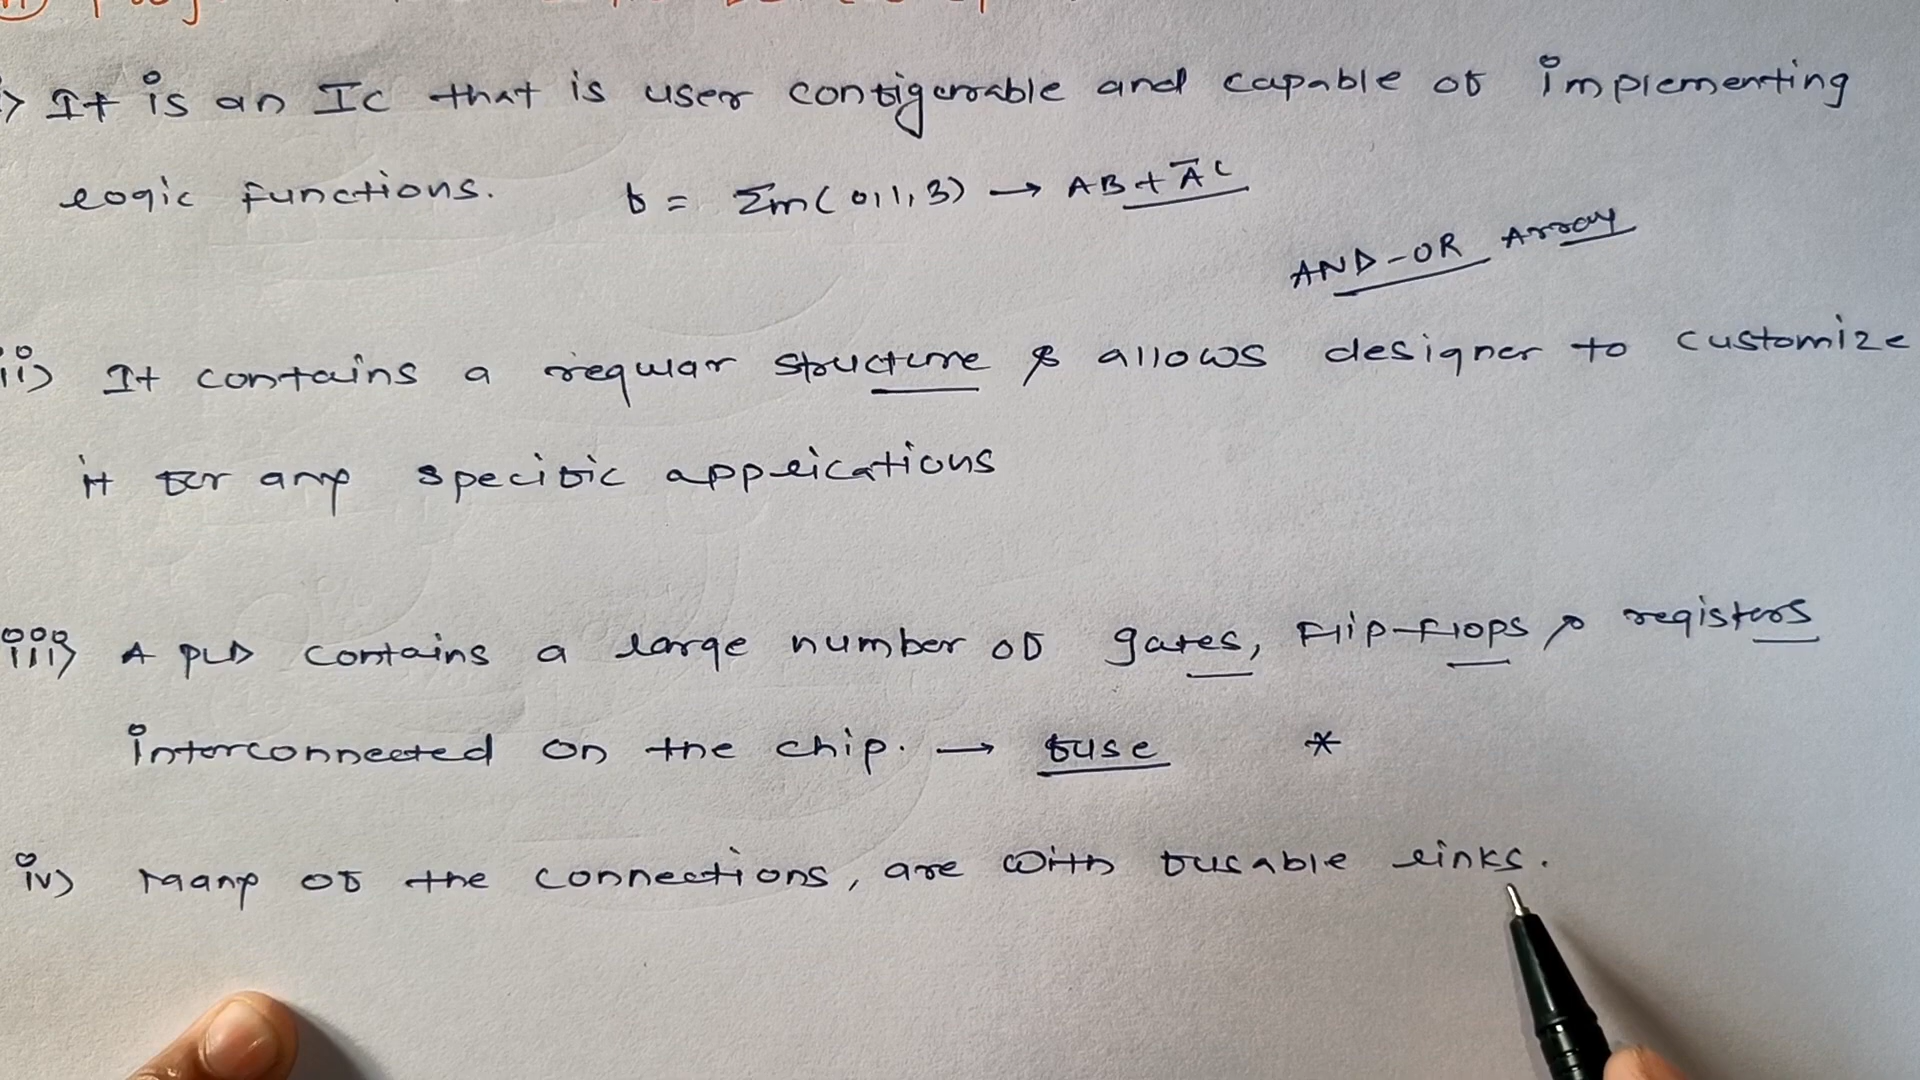 i> It is an IC that is user configurable and capable of implementing
logic functions. f = Σm(0,1,3) → AB+A̅C
AND-OR Array
ii) It contains a regular structure & allows designer to customize
it for any specific applications
iii) A PLD contains a large number of gates, Flip-Flops & registers
interconnected on the chip. → fuse *
iv) Many of the connections, are with fusable links.